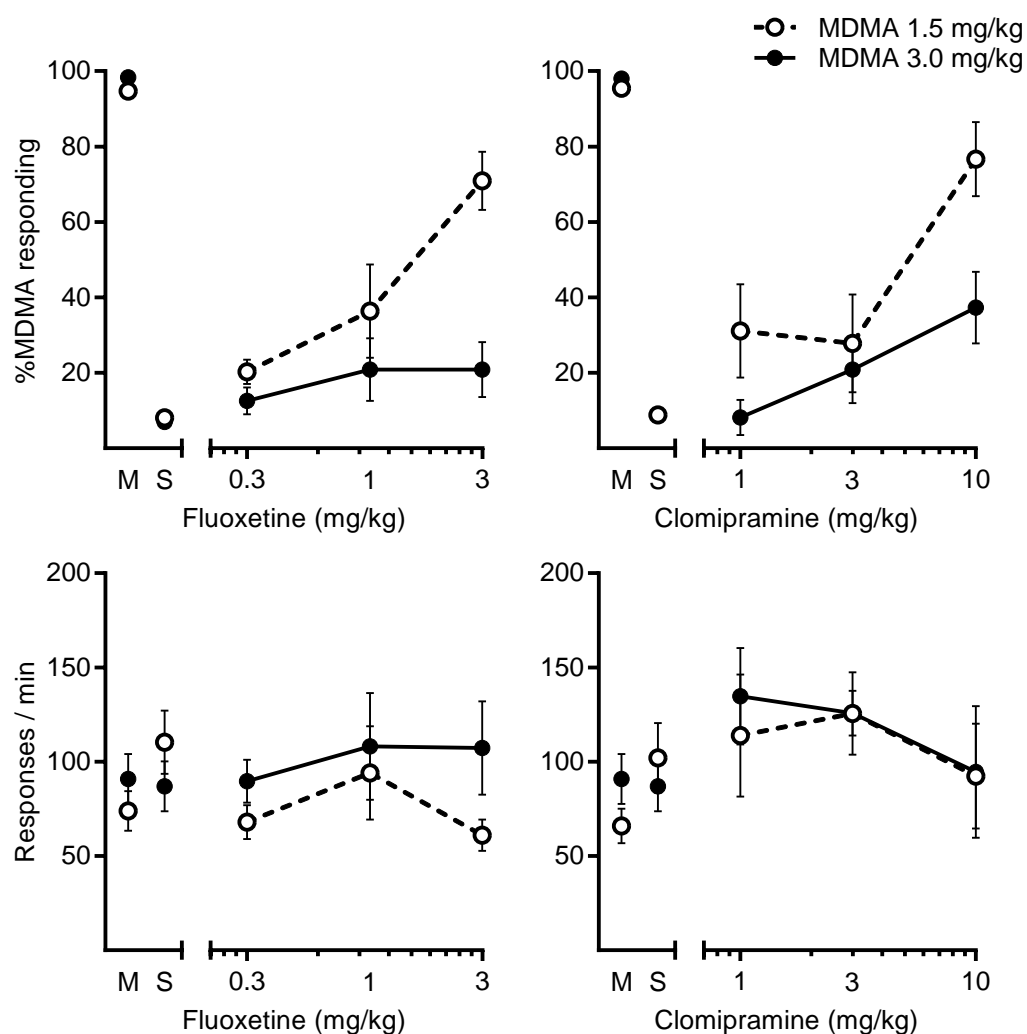 MDMA 1.5 mg/kg
MDMA 3.0 mg/kg
%MDMA responding
100
80
60
40
20
M S 0.3 1 3
Fluoxetine (mg/kg)
100
80
60
40
20
M S 1 3 10
Clomipramine (mg/kg)
Responses / min
200
150
100
50
M S 0.3 1 3
Fluoxetine (mg/kg)
200
150
100
50
M S 1 3 10
Clomipramine (mg/kg)